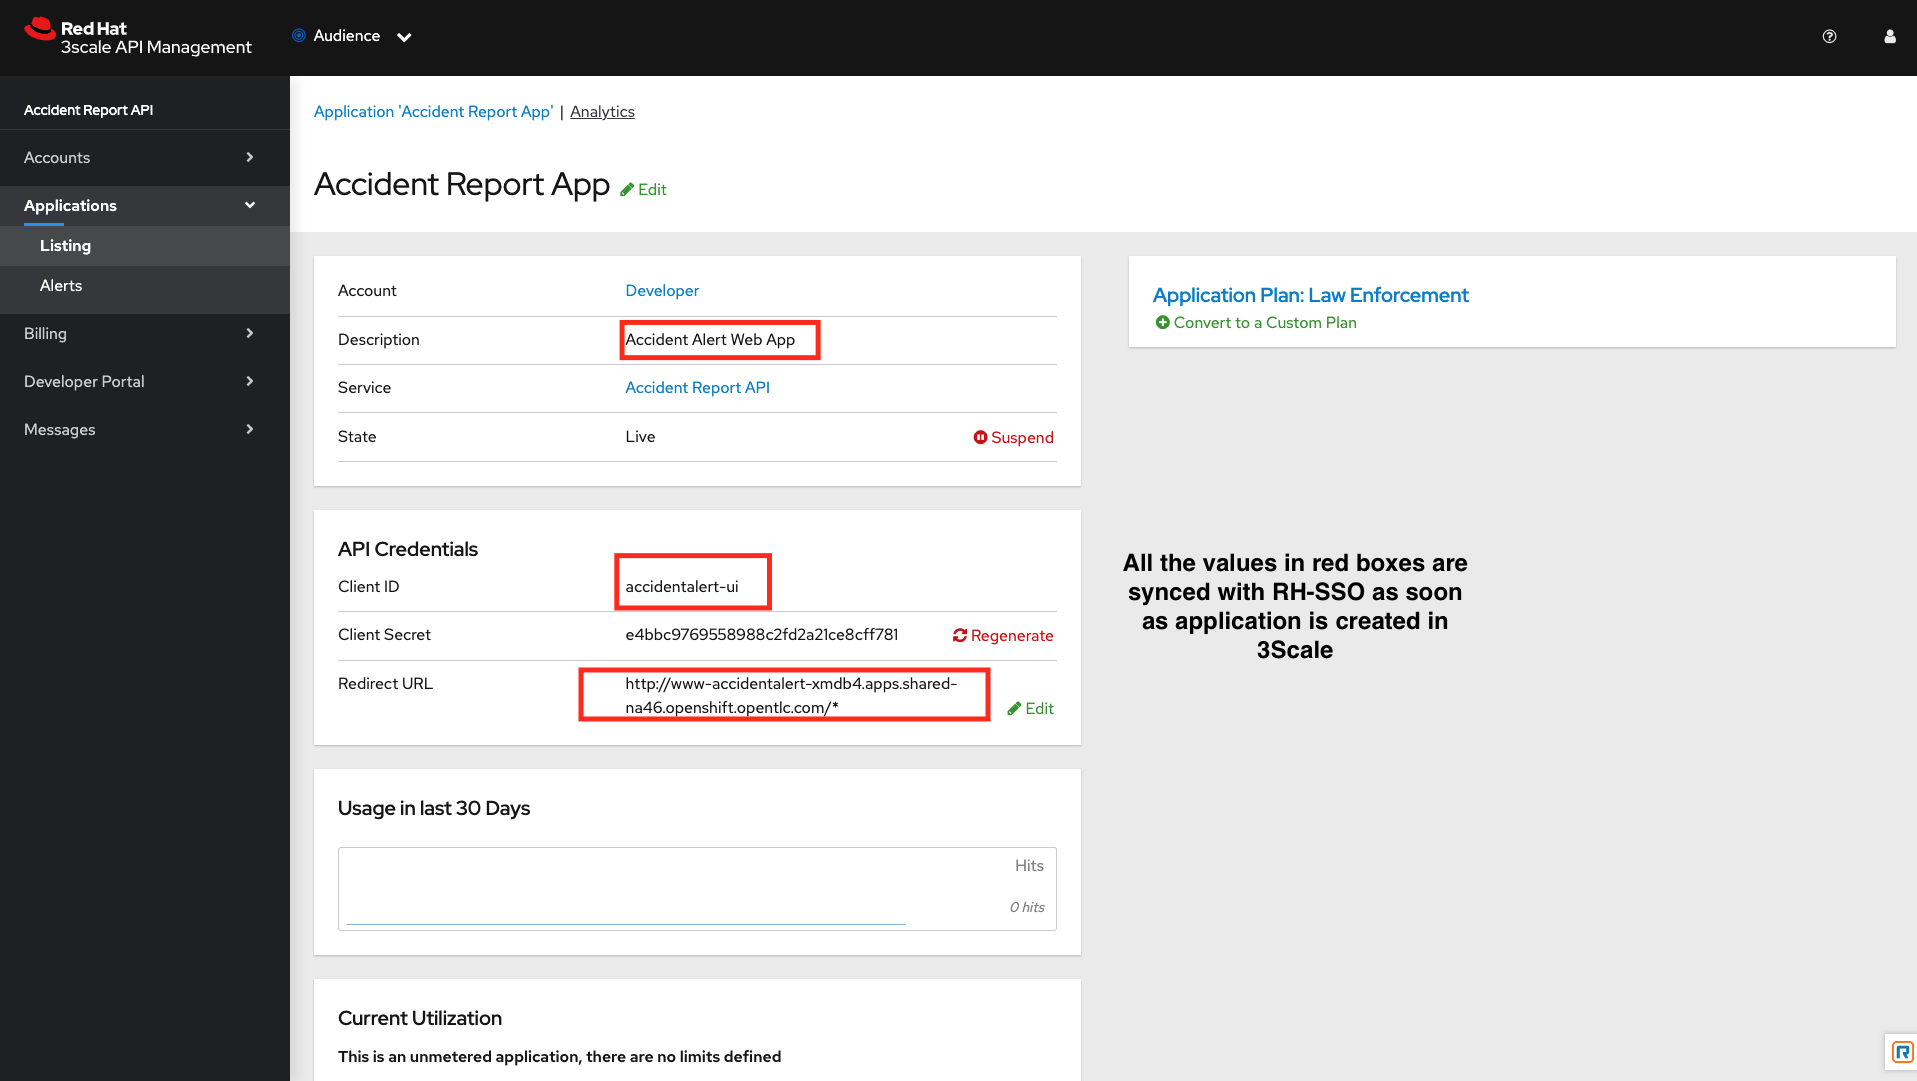 Red Hat
3scale API Management
Audience
Accident Report API
Accounts
Applications
Listing
Alerts
Billing
Developer Portal
Messages
Application 'Accident Report App' | Analytics
Accident Report App Edit
Account Developer
Description Accident Alert Web App
Service Accident Report API
State Live Suspend
Application Plan: Law Enforcement
Convert to a Custom Plan
API Credentials
Client ID accidentalert-ui
Client Secret e4bbc9769558988c2fd2a21ce8cff781 Regenerate
Redirect URL http://www-accidentalert-xmdb4.apps.shared-
na46.openshift.opentlc.com/* Edit
All the values in red boxes are
synced with RH-SSO as soon
as application is created in
3Scale
Usage in last 30 Days
Hits
0 hits
Current Utilization
This is an unmetered application, there are no limits defined